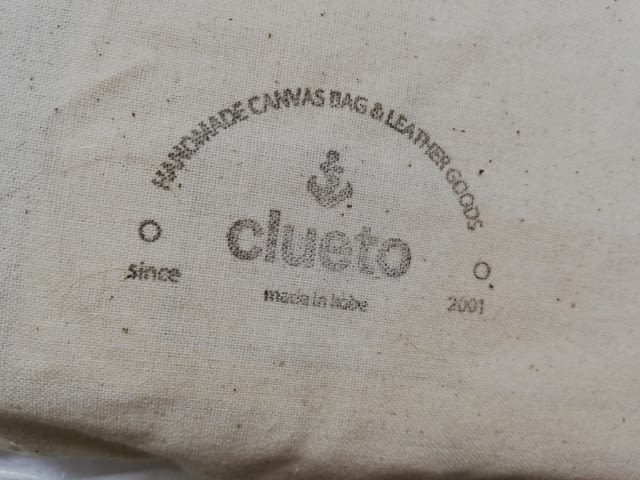 HANDMADE CANVAS BAG & LEATHER GOODS
clueto
since
made in kobe
2001